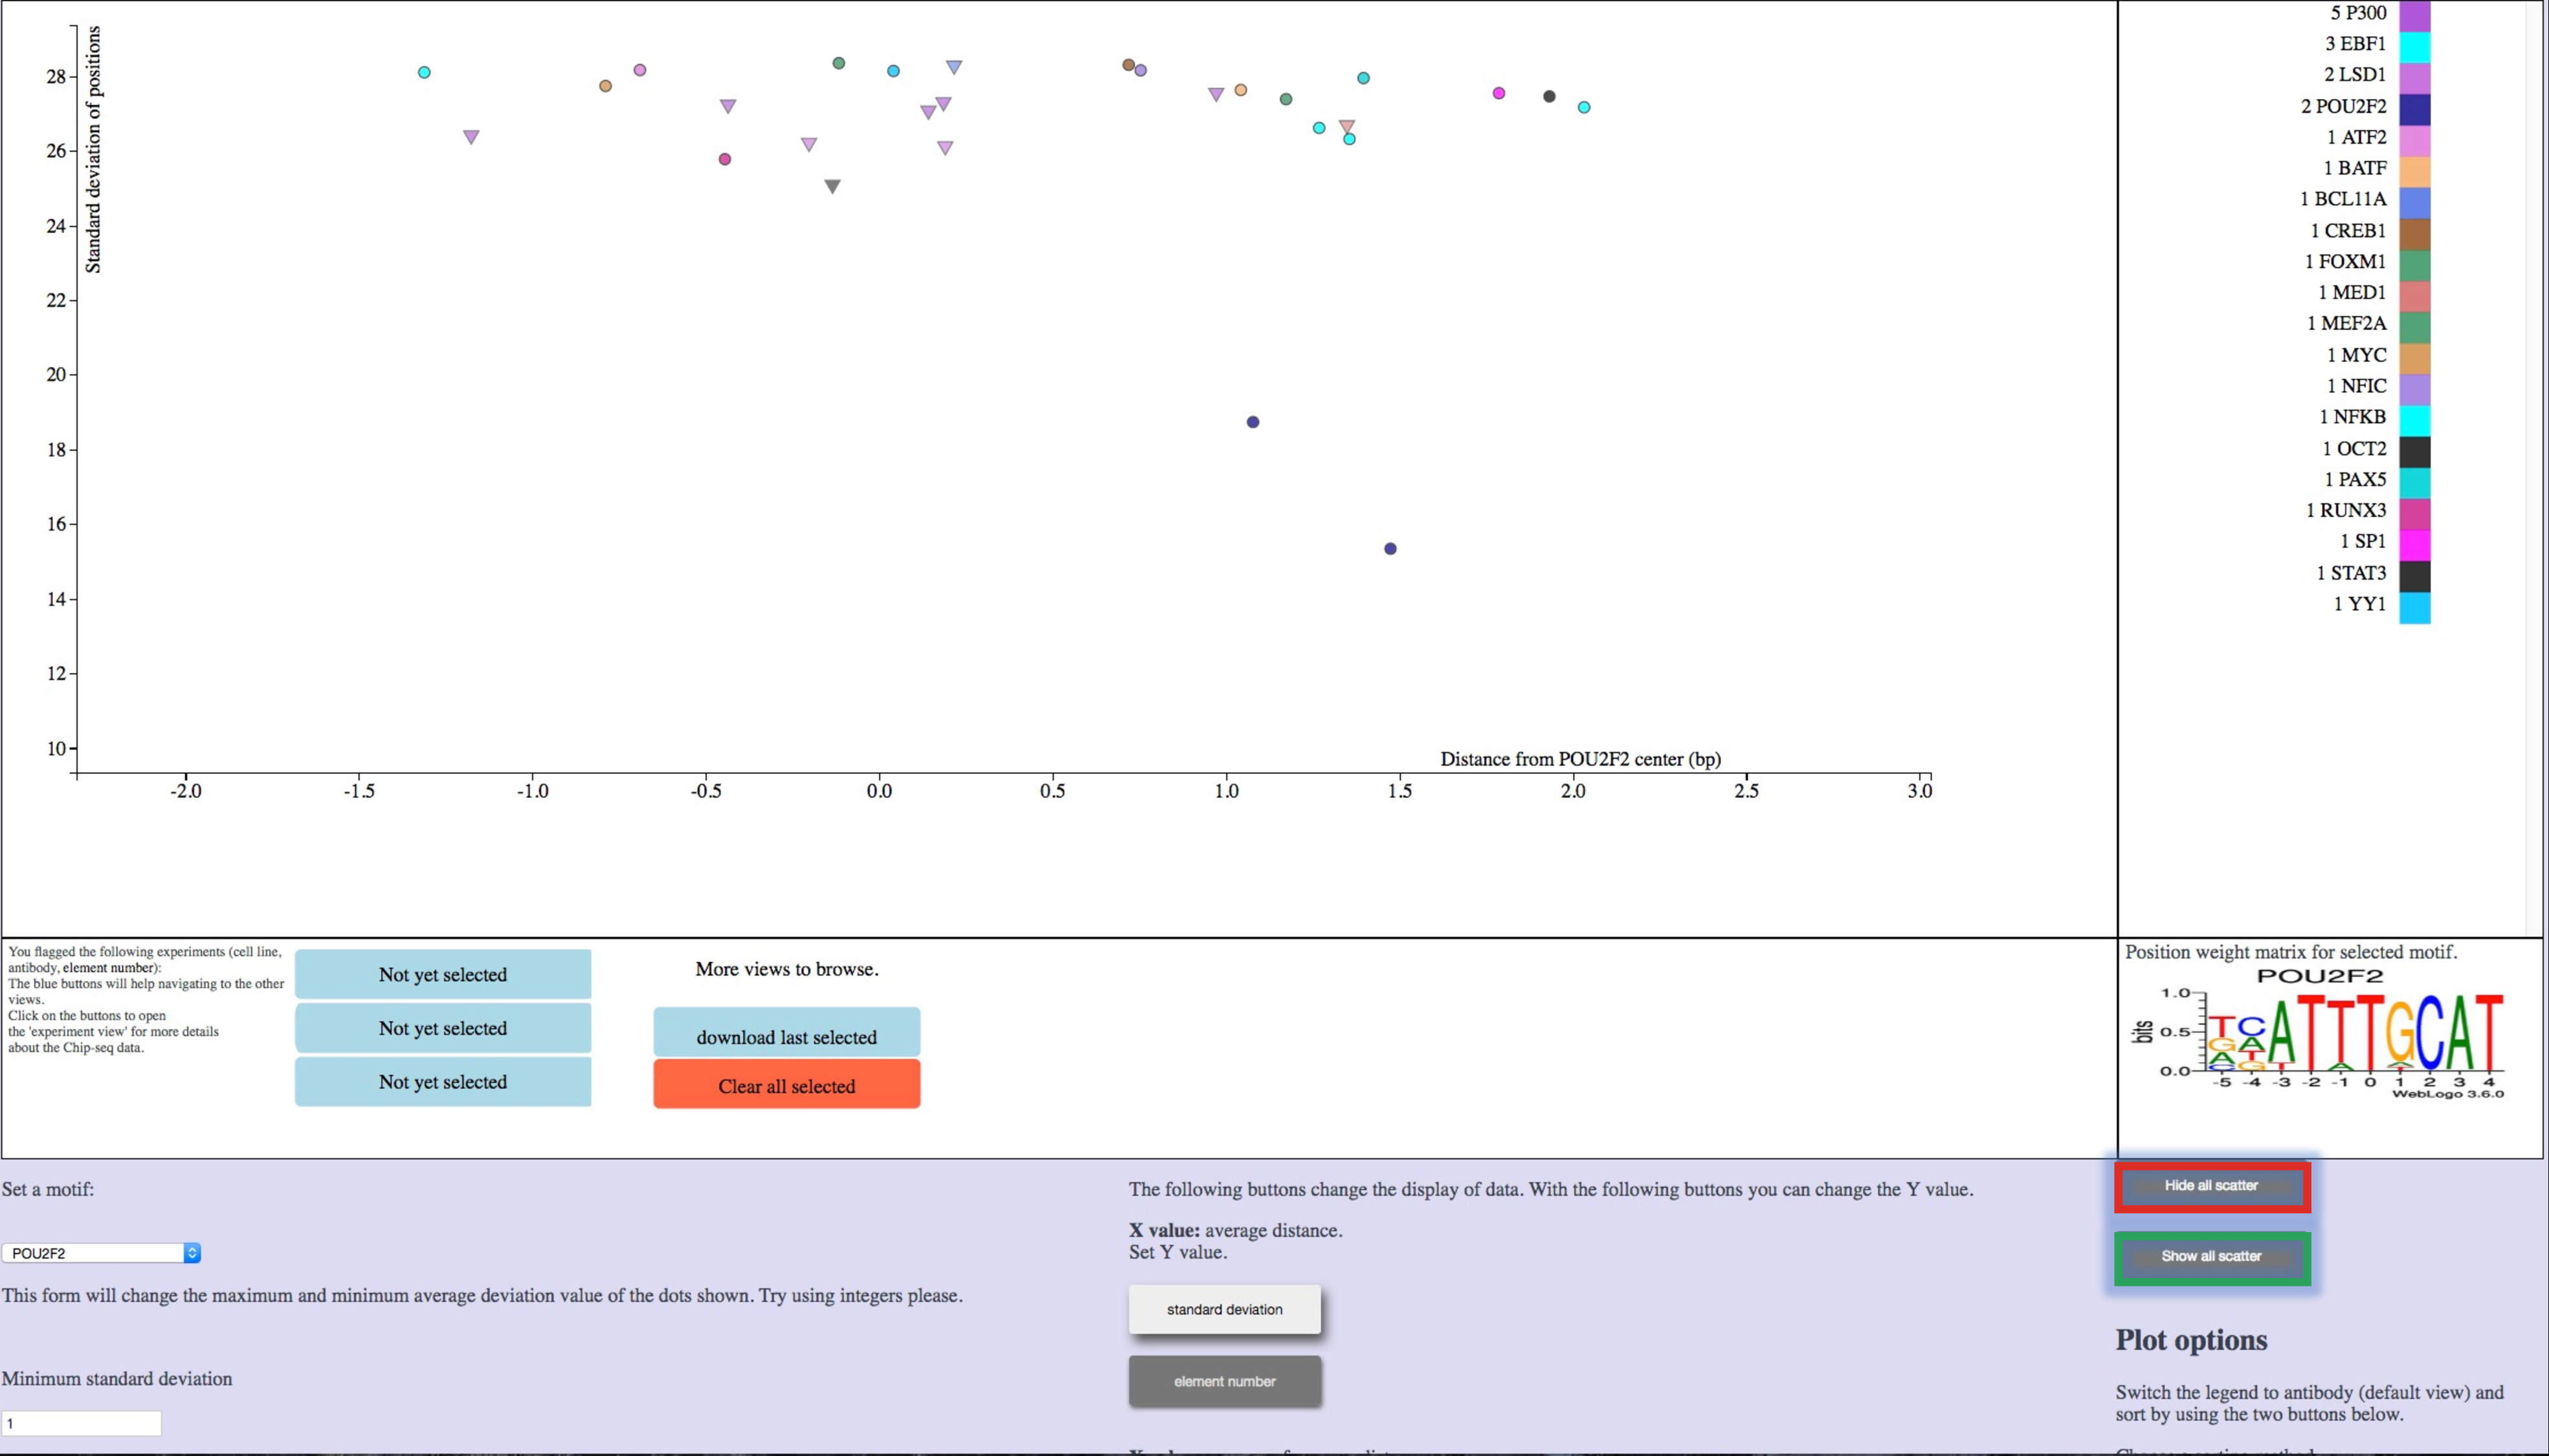 Standard deviation of positions
28
26
24
22
20
18
16
14
12
10
Distance from POU2F2 center (bp)
-2.0 -1.5 -1.0 -0.5 0.0 0.5 1.0 1.5 2.0 2.5 3.0
5 P300
3 EBF1
2 LSD1
2 POU2F2
1 ATF2
1 BATF
1 BCL11A
1 CREB1
1 FOXM1
1 MED1
1 MEF2A
1 MYC
1 NFIC
1 NFKB
1 OCT2
1 PAX5
1 RUNX3
1 SP1
1 STAT3
1 YY1
You flagged the following experiments (cell line,
antibody, element number):
The blue buttons will help navigating to the other
views.
Click on the buttons to open
the 'experiment view' for more details
about the Chip-seq data.
Not yet selected
Not yet selected
Not yet selected
More views to browse.
download last selected
Clear all selected
Position weight matrix for selected motif.
POU2F2
1.0
bits
0.5
0.0
TCATTTGCAT
-5 -4 -3 -2 -1 0 1 2 3 4
WebLogo 3.6.0
Set a motif:
POU2F2
This form will change the maximum and minimum average deviation value of the dots shown. Try using integers please.
Minimum standard deviation
1
The following buttons change the display of data. With the following buttons you can change the Y value.
X value: average distance.
Set Y value.
standard deviation
element number
Hide all scatter
Show all scatter
Plot options
Switch the legend to antibody (default view) and
sort by using the two buttons below.